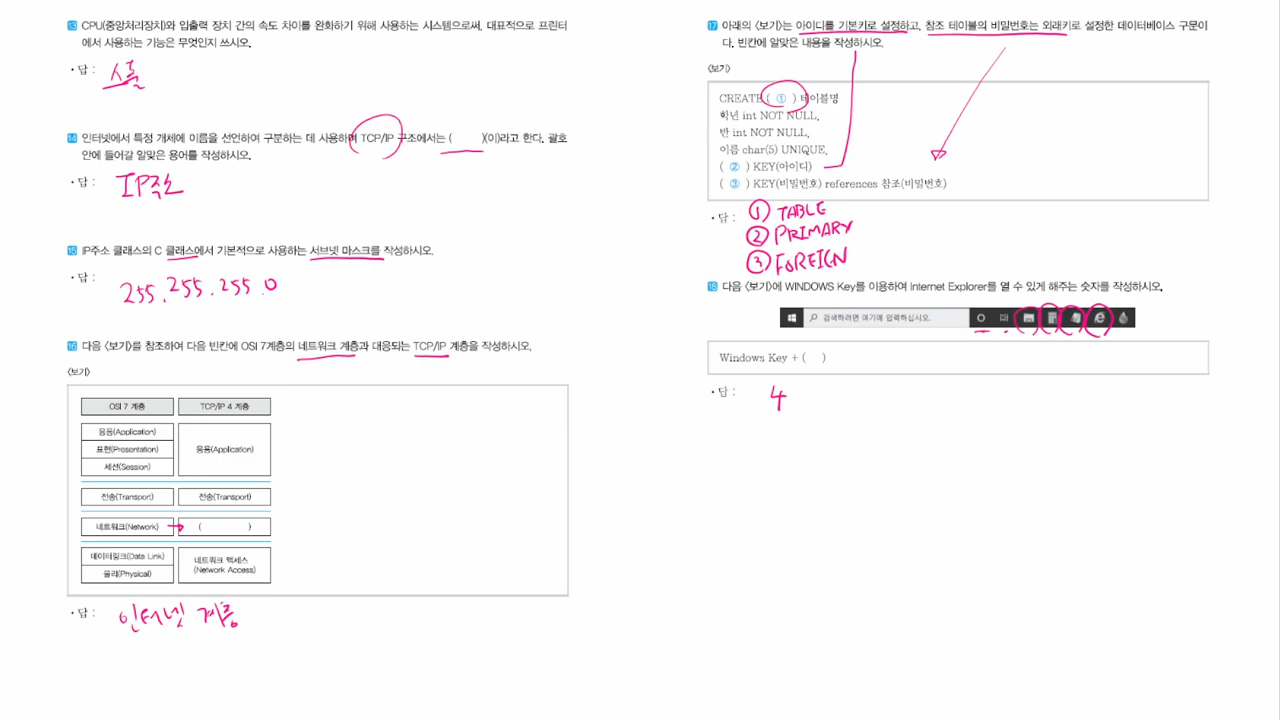 13 CPU(중앙처리장치)와 입출력 장치 간의 속도 차이를 완화하기 위해 사용하는 시스템으로써, 대표적으로 프린터
에서 사용하는 기능은 무엇인지 쓰시오.
• 답 : 스풀
14 인터넷에서 특정 개체에 이름을 선언하여 구분하는 데 사용하며 TCP/IP 구조에서는 ( )(이)라고 한다. 괄호
안에 들어갈 알맞은 용어를 작성하시오.
• 답 : IP주소
15 IP주소 클래스의 C 클래스에서 기본적으로 사용하는 서브넷 마스크를 작성하시오.
• 답 : 255.255.255.0
16 다음 〈보기〉를 참조하여 다음 빈칸에 OSI 7계층의 네트워크 계층과 대응되는 TCP/IP 계층을 작성하시오.
〈보기〉
OSI 7 계층 TCP/IP 4 계층
응용(Application)
표현(Presentation) 응용(Application)
세션(Session)
전송(Transport) 전송(Transport)
네트워크(Network) ( )
데이터링크(Data Link) 네트워크 액세스
물리(Physical) (Network Access)
• 답 : 인터넷 계층
17 아래의 〈보기〉는 아이디를 기본키로 설정하고, 참조 테이블의 비밀번호는 외래키로 설정한 데이터베이스 구문이
다. 빈칸에 알맞은 내용을 작성하시오.
〈보기〉
CREATE ( ① ) 테이블명
학년 int NOT NULL,
반 int NOT NULL,
이름 char(5) UNIQUE,
( ② ) KEY(아이디)
( ③ ) KEY(비밀번호) references 참조(비밀번호)
• 답 : ① TABLE
② PRIMARY
③ FOREIGN
18 다음 〈보기〉에 WINDOWS Key를 이용하여 Internet Explorer를 열 수 있게 해주는 숫자를 작성하시오.
검색하려면 여기에 입력하십시오.
Windows Key + ( )
• 답 : 4